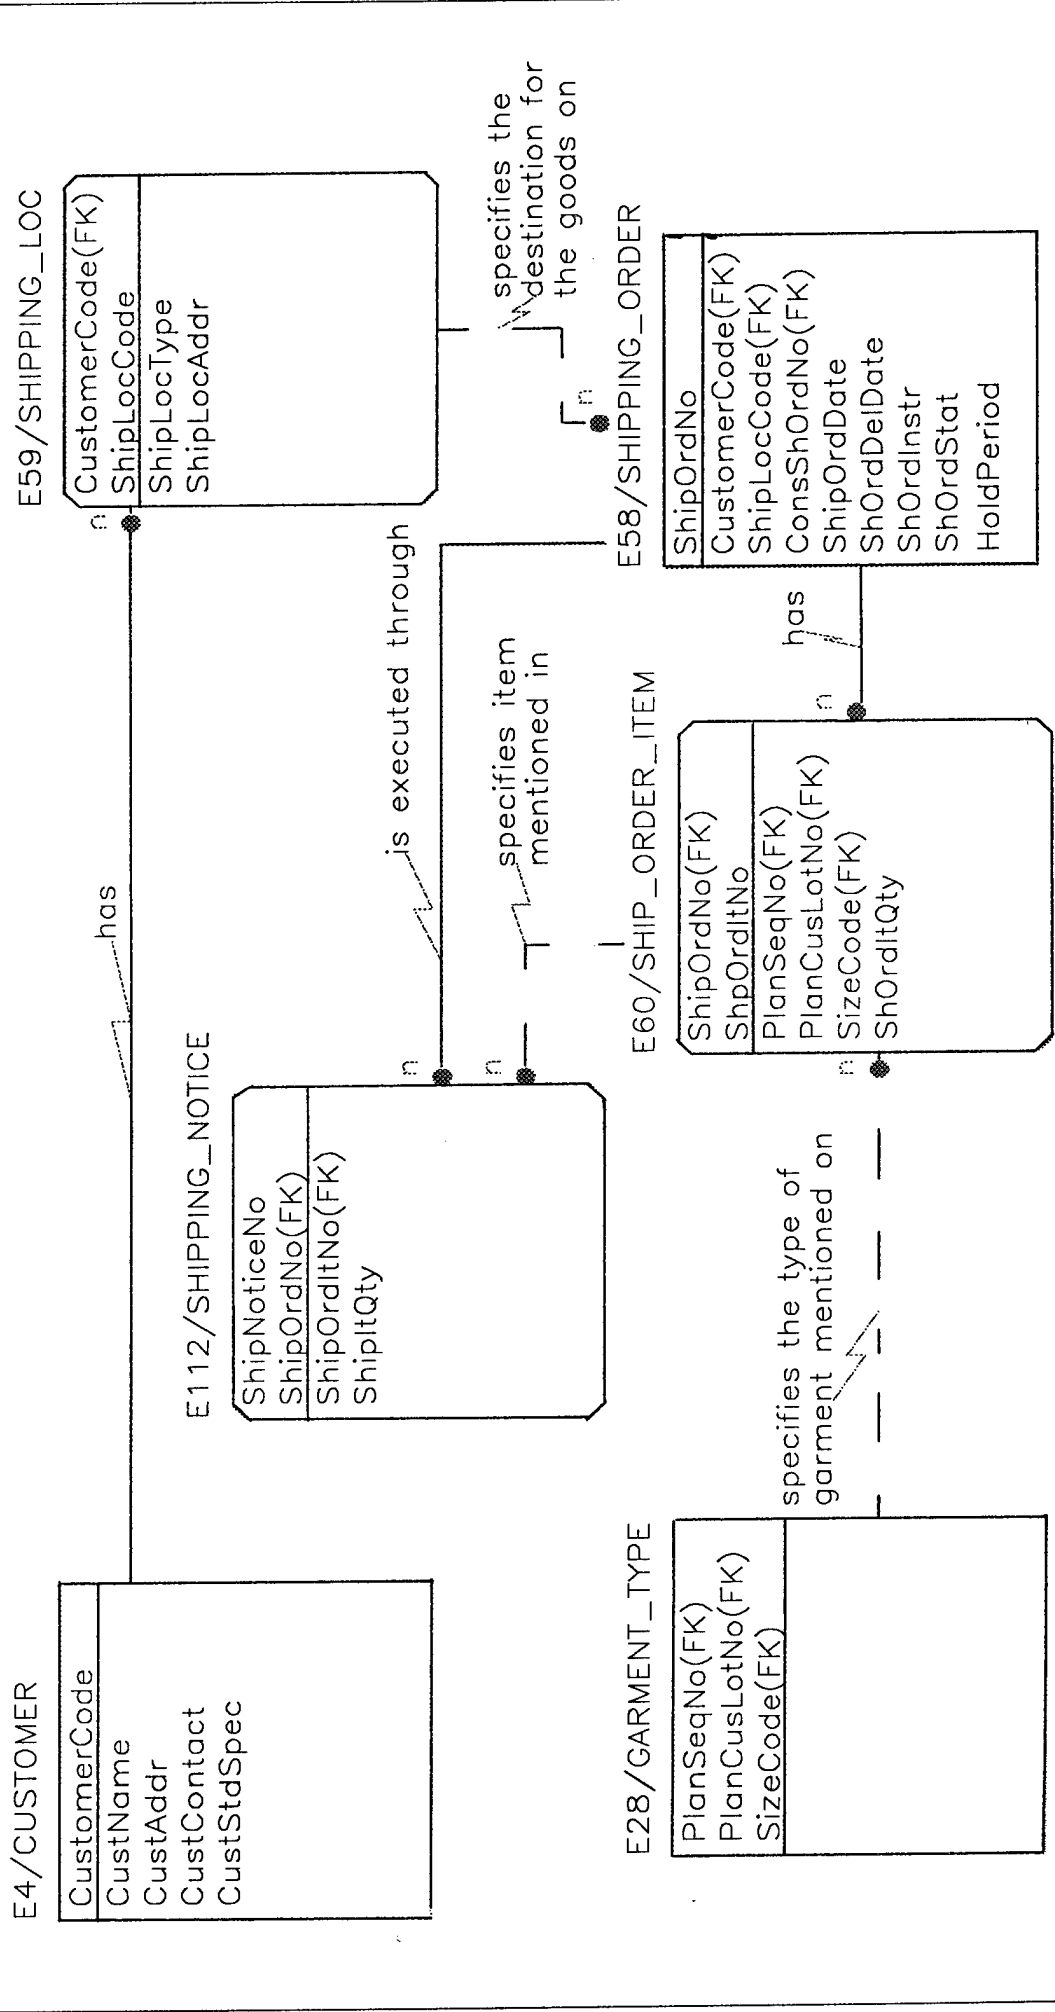 E4/CUSTOMER
CustomerCode
CustName
CustAddr
CustContact
CustStdSpec
has
n
E59/SHIPPING_LOC
CustomerCode(FK)
ShipLocCode
ShipLocType
ShipLocAddr
E112/SHIPPING_NOTICE
ShipNoticeNo
ShipOrdNo(FK)
ShipOrdItNo(FK)
ShipItQty
n
is executed through
n
specifies item
mentioned in
specifies the
destination for
the goods on
n
E28/GARMENT_TYPE
PlanSeqNo(FK)
PlanCusLotNo(FK)
SizeCode(FK)
specifies the type of
garment mentioned on
n
E60/SHIP_ORDER_ITEM
ShipOrdNo(FK)
ShpOrdItNo
PlanSeqNo(FK)
PlanCusLotNo(FK)
SizeCode(FK)
ShOrdItQty
n
has
E58/SHIPPING_ORDER
ShipOrdNo
CustomerCode(FK)
ShipLocCode(FK)
ConsShOrdNo(FK)
ShipOrdDate
ShOrdDelDate
ShOrdInstr
ShOrdStat
HoldPeriod